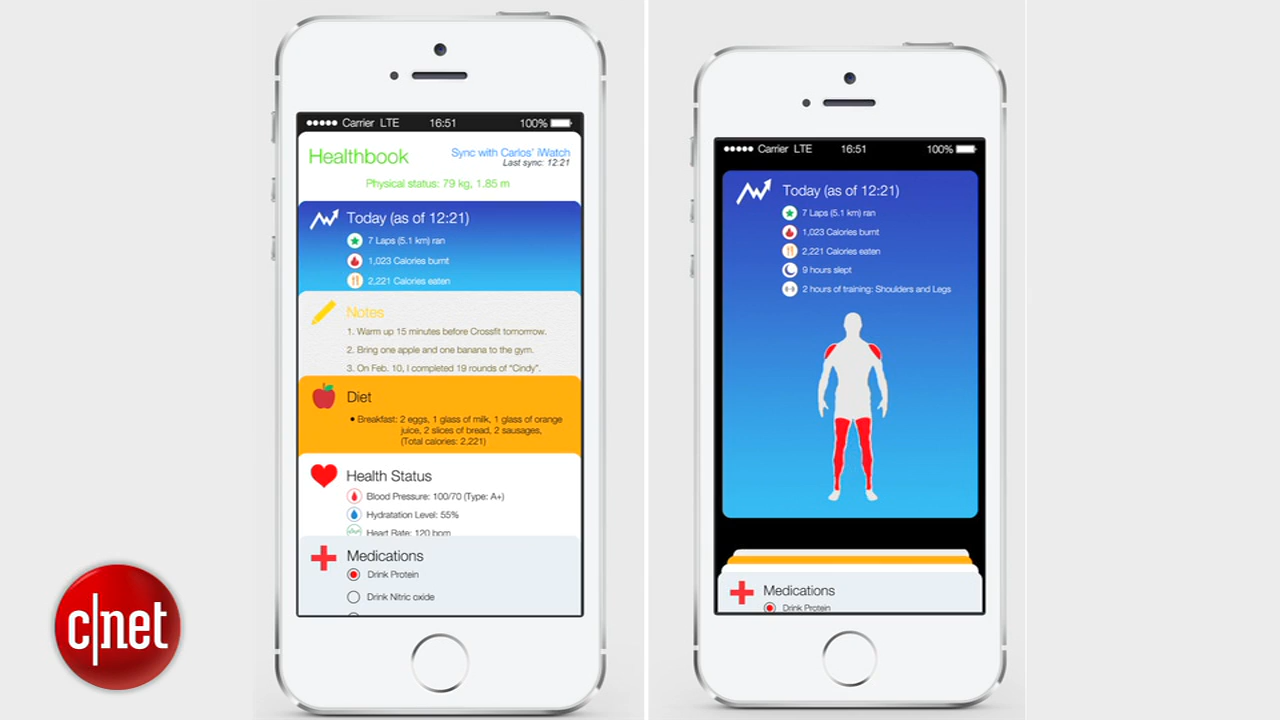 Carrier LTE 16:51 100%
Healthbook
Sync with Carlos' iWatch
Last sync: 12:21
Physical status: 79 kg, 1.85 m
Today (as of 12:21)
7 Laps (5.1 km) ran
1,023 Calories burnt
2,221 Calories eaten
Notes
1. Warm up 15 minutes before Crossfit tomorrow.
2. Bring one apple and one banana to the gym.
3. On Feb. 10, I completed 19 rounds of "Cindy".
Diet
• Breakfast: 2 eggs, 1 glass of milk, 1 glass of orange
juice, 2 slices of bread, 2 sausages,
(Total calories: 2,221)
Health Status
Blood Pressure: 100/70 (Type: A+)
Hydratation Level: 55%
Heart Rate: 120 bpm
Medications
Drink Protein
Drink Nitric oxide
Carrier LTE 16:51 100%
Today (as of 12:21)
7 Laps (5.1 km) ran
1,023 Calories burnt
2,221 Calories eaten
9 hours slept
2 hours of training: Shoulders and Legs
Medications
Drink Protein
c|net